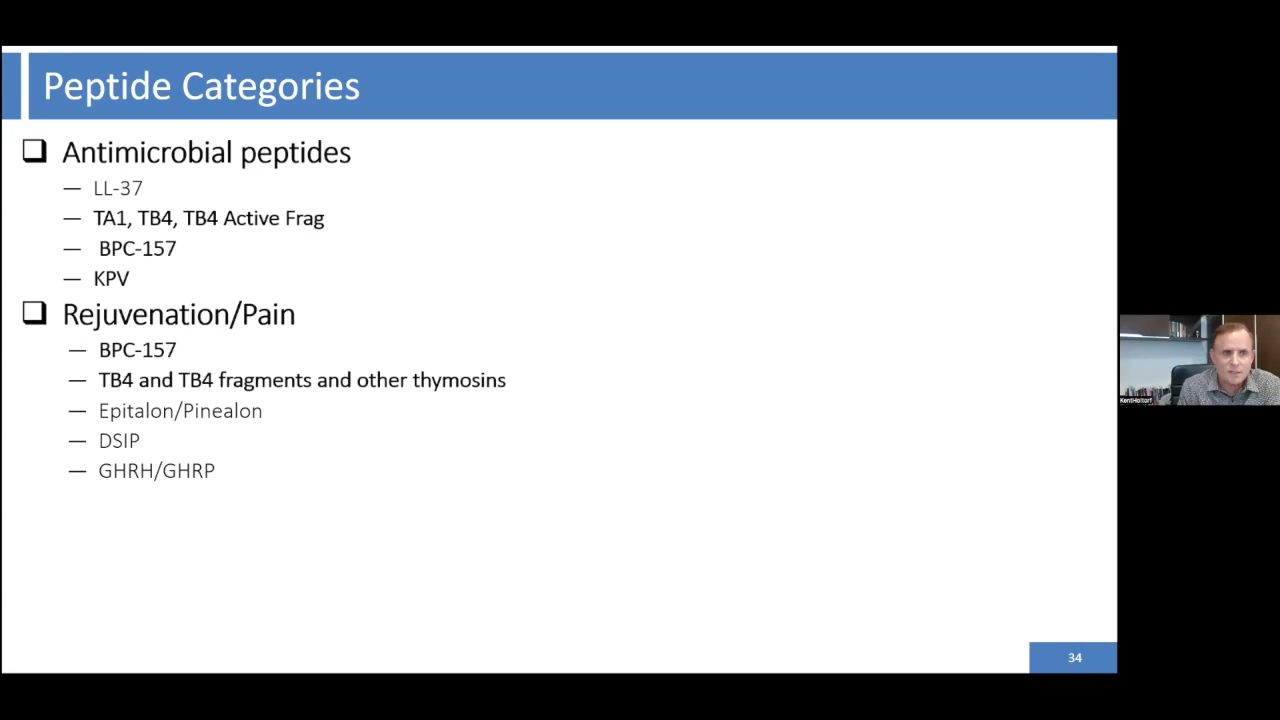 Peptide Categories
❑ Antimicrobial peptides
— LL-37
— TA1, TB4, TB4 Active Frag
— BPC-157
— KPV
❑ Rejuvenation/Pain
— BPC-157
— TB4 and TB4 fragments and other thymosins
— Epitalon/Pinealon
— DSIP
— GHRH/GHRP
KentHoltorf
34